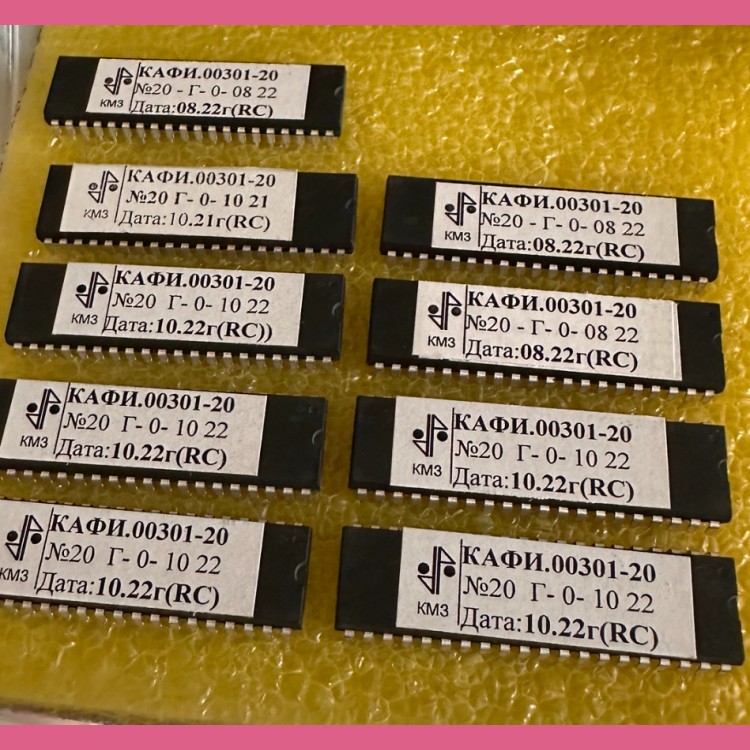 КАФИ.00301-20
№20 - Г- 0- 08 22
КМЗ
Дата:08.22г(RC)
КАФИ.00301-20
№20 Г- 0- 10 21
КМЗ
Дата:10.21г(RC)
КАФИ.00301-20
№20 Г- 0- 10 22
КМЗ
Дата:10.22г(RC))
КАФИ.00301-20
№20 Г- 0- 10 22
КМЗ
Дата:10.22г(RC)
КАФИ.00301-20
№20 Г- 0- 10 22
КМЗ
Дата:10.22г(RC)
КАФИ.00301-20
№20 - Г- 0- 08 22
КМЗ
Дата:08.22г(RC)
КАФИ.00301-20
№20 - Г- 0- 08 22
КМЗ
Дата:08.22г(RC)
КАФИ.00301-20
№20 Г- 0- 10 22
КМЗ
Дата:10.22г(RC)
КАФИ.00301-20
№20 Г- 0- 10 22
КМЗ
Дата:10.22г(RC)